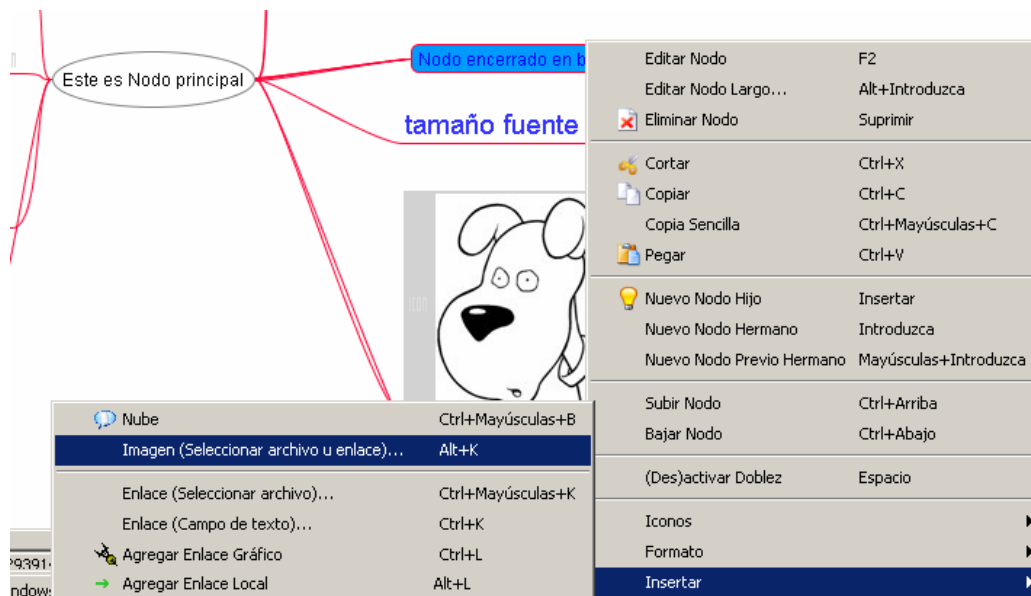 Este es Nodo principal
Nodo encerrado en b
tamaño fuente
Editar Nodo F2
Editar Nodo Largo... Alt+Introduzca
Eliminar Nodo Suprimir
Cortar Ctrl+X
Copiar Ctrl+C
Copia Sencilla Ctrl+Mayúsculas+C
Pegar Ctrl+V
Nuevo Nodo Hijo Insertar
Nuevo Nodo Hermano Introduzca
Nuevo Nodo Previo Hermano Mayúsculas+Introduzca
Subir Nodo Ctrl+Arriba
Bajar Nodo Ctrl+Abajo
(Des)activar Doblez Espacio
Iconos
Formato
Insertar
Nube Ctrl+Mayúsculas+B
Imagen (Seleccionar archivo u enlace)... Alt+K
Enlace (Seleccionar archivo)... Ctrl+Mayúsculas+K
Enlace (Campo de texto)... Ctrl+K
Agregar Enlace Gráfico Ctrl+L
Agregar Enlace Local Alt+L